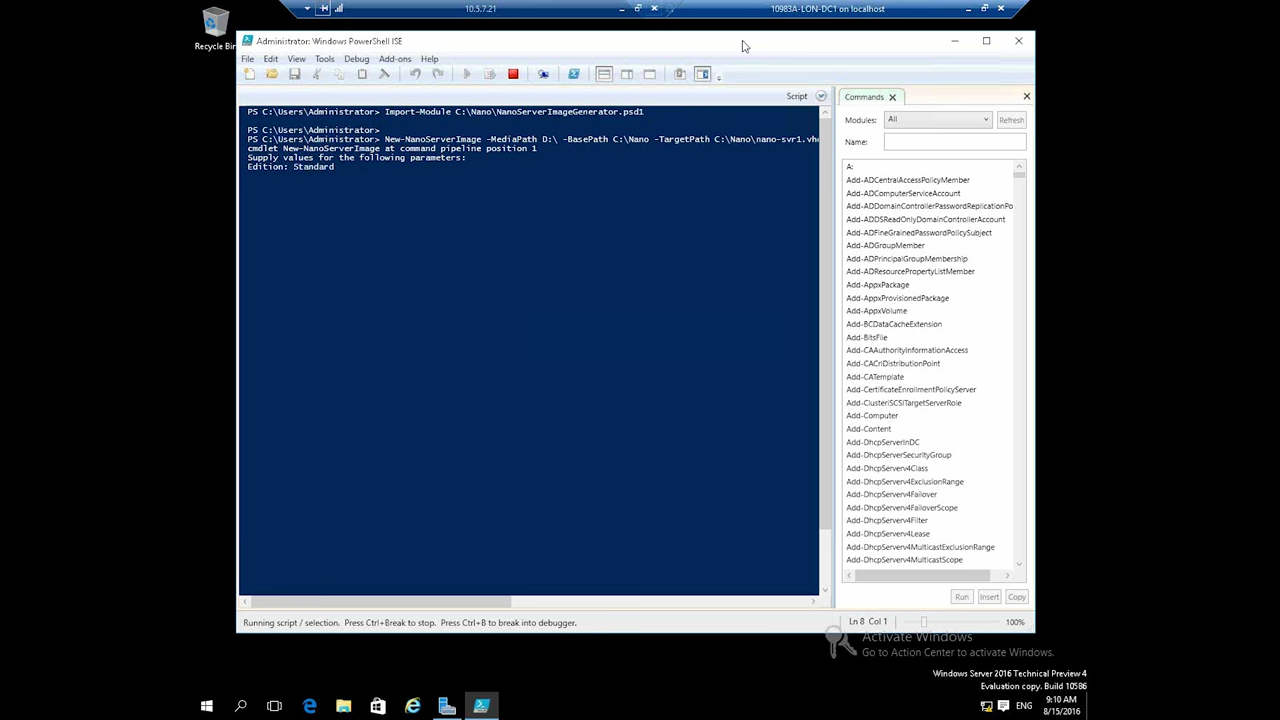 10.5.7.21
10983A-LON-DC1 on localhost
Recycle Bin
Administrator: Windows PowerShell ISE
File Edit View Tools Debug Add-ons Help
Script
PS C:\Users\Administrator> Import-Module C:\Nano\NanoServerImageGenerator.psd1
PS C:\Users\Administrator>
PS C:\Users\Administrator> New-NanoServerImage -MediaPath D:\ -BasePath C:\Nano -TargetPath C:\Nano\nano-svr1.vh
cmdlet New-NanoServerImage at command pipeline position 1
Supply values for the following parameters:
Edition: Standard
Commands
Modules: All Refresh
Name:
A:
Add-ADCentralAccessPolicyMember
Add-ADComputerServiceAccount
Add-ADDomainControllerPasswordReplicationPo
Add-ADDSReadOnlyDomainControllerAccount
Add-ADFineGrainedPasswordPolicySubject
Add-ADGroupMember
Add-ADPrincipalGroupMembership
Add-ADResourcePropertyListMember
Add-AppxPackage
Add-AppxProvisionedPackage
Add-AppxVolume
Add-BCDataCacheExtension
Add-BitsFile
Add-CAAuthorityInformationAccess
Add-CACrlDistributionPoint
Add-CATemplate
Add-CertificateEnrollmentPolicyServer
Add-ClusteriSCSITargetServerRole
Add-Computer
Add-Content
Add-DhcpServerInDC
Add-DhcpServerSecurityGroup
Add-DhcpServerv4Class
Add-DhcpServerv4ExclusionRange
Add-DhcpServerv4Failover
Add-DhcpServerv4FailoverScope
Add-DhcpServerv4Filter
Add-DhcpServerv4Lease
Add-DhcpServerv4MulticastExclusionRange
Add-DhcpServerv4MulticastScope
Run Insert Copy
Running script / selection. Press Ctrl+Break to stop. Press Ctrl+B to break into debugger.
Ln 8 Col 1
100%
Activate Windows
Go to Action Center to activate Windows.
Windows Server 2016 Technical Preview 4
Evaluation copy. Build 10586
ENG
9:10 AM
8/15/2016